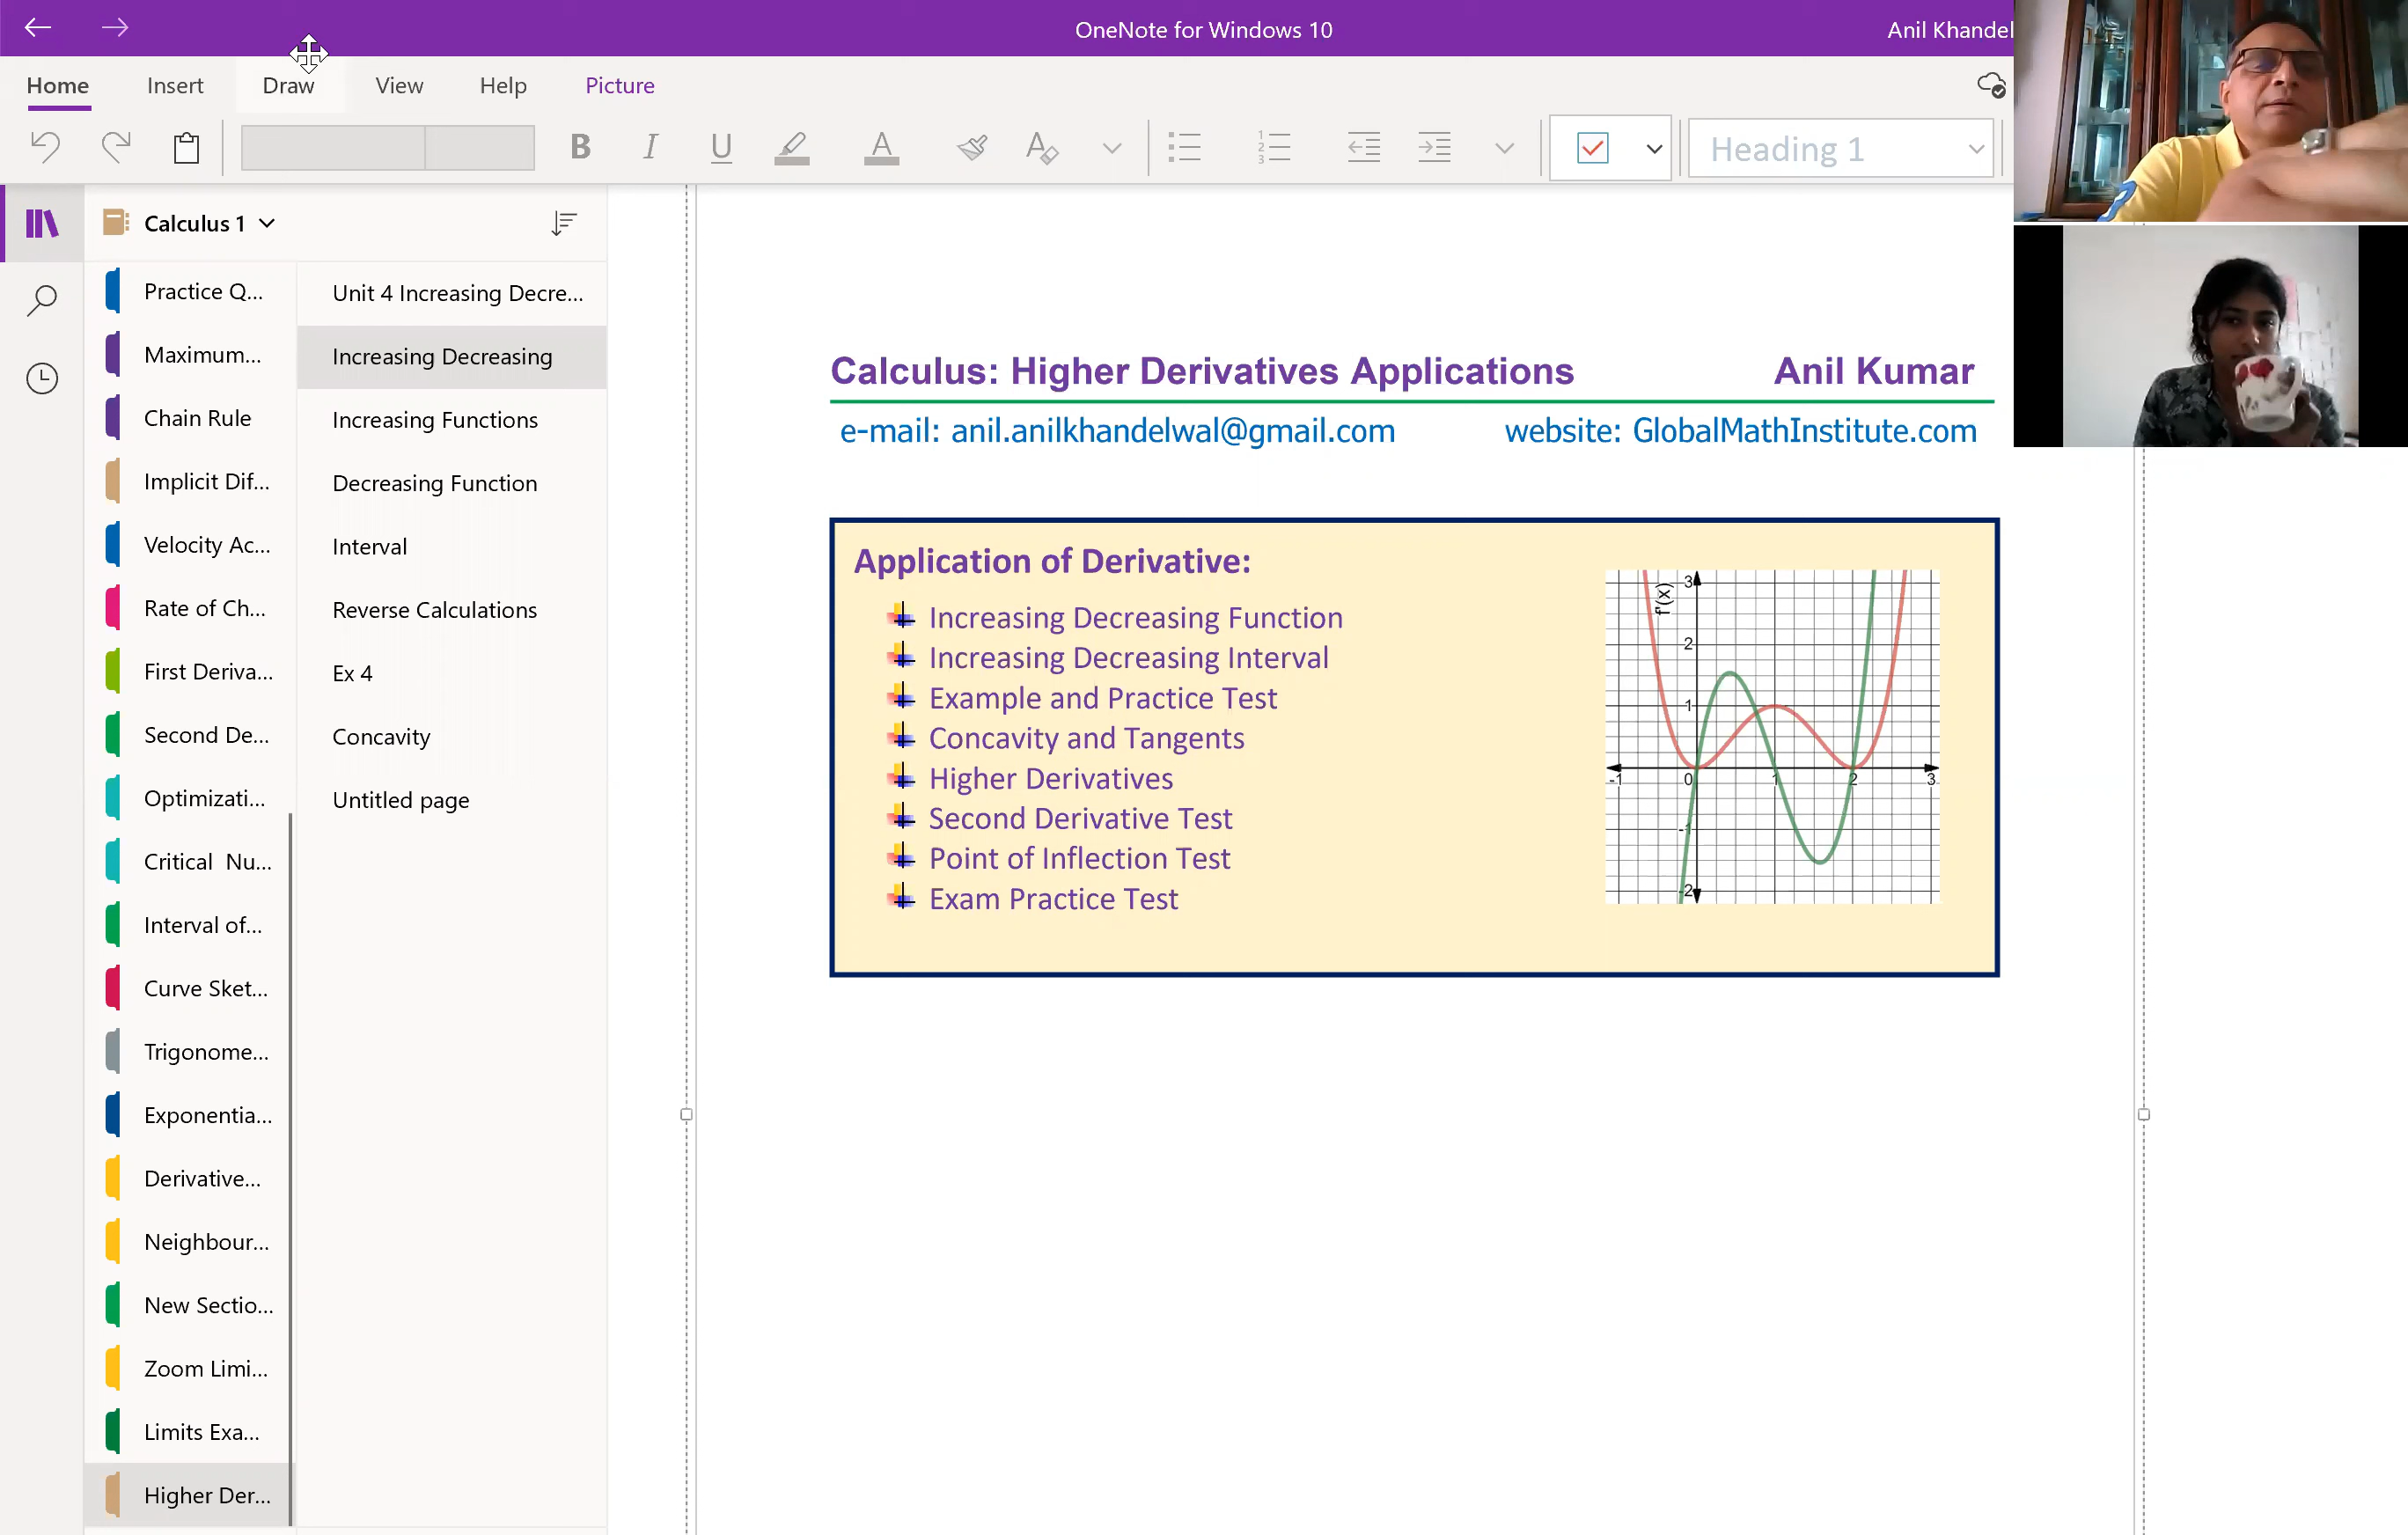 OneNote for Windows 10
Anil Khandel
Home Insert Draw View Help Picture
B I U A A Heading 1
Calculus 1
Practice Q...
Maximum...
Chain Rule
Implicit Dif...
Velocity Ac...
Rate of Ch...
First Deriva...
Second De...
Optimizati...
Critical Nu...
Interval of...
Curve Sket...
Trigonome...
Exponentia...
Derivative...
Neighbour...
New Sectio...
Zoom Limi...
Limits Exa...
Higher Der...
Unit 4 Increasing Decre...
Increasing Decreasing
Increasing Functions
Decreasing Function
Interval
Reverse Calculations
Ex 4
Concavity
Untitled page
Calculus: Higher Derivatives Applications Anil Kumar
e-mail: anil.anilkhandelwal@gmail.com website: GlobalMathInstitute.com
Application of Derivative:
Increasing Decreasing Function
Increasing Decreasing Interval
Example and Practice Test
Concavity and Tangents
Higher Derivatives
Second Derivative Test
Point of Inflection Test
Exam Practice Test
f'(x)
3
2
1
-1 0 1 2 3
-1
-2